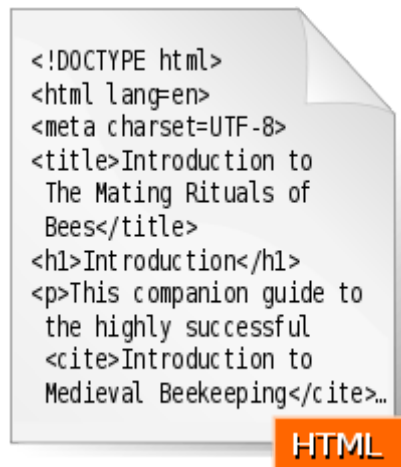 <!DOCTYPE html>
<html lang=en>
<meta charset=UTF-8>
<title>Introduction to
The Mating Rituals of
Bees</title>
<h1>Introduction</h1>
<p>This companion guide to
the highly successful
<cite>Introduction to
Medieval Beekeeping</cite>…
HTML